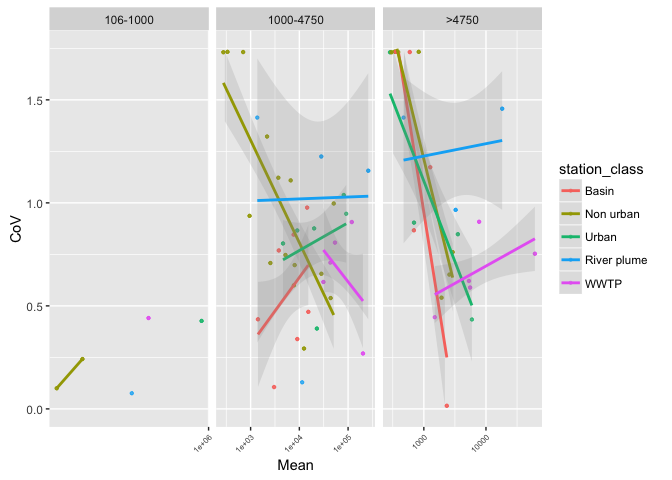 106-1000 1000-4750 >4750
CoV
1.5
1.0
0.5
0.0
1e+06 1e+03 1e+04 1e+05 1000 10000
Mean
station_class
Basin
Non urban
Urban
River plume
WWTP